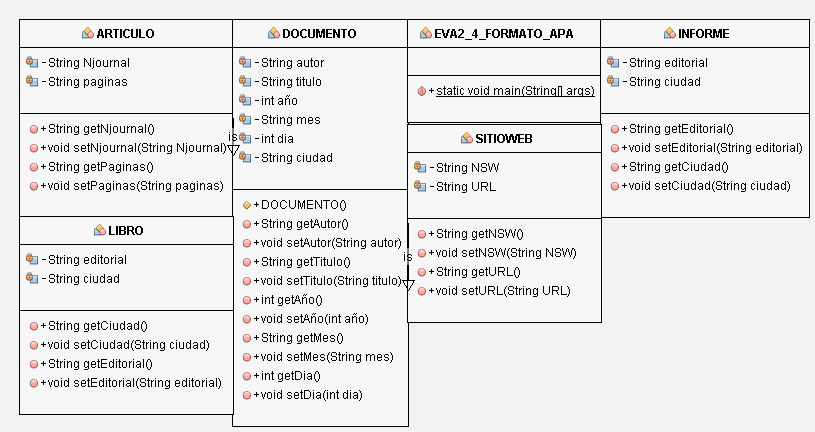 ARTICULO
- String Njournal
- String paginas
+ String getNjournal()
+ void setNjournal(String Njournal)
+ String getPaginas()
+ void setPaginas(String paginas)
LIBRO
- String editorial
- String ciudad
+ String getCiudad()
+ void setCiudad(String ciudad)
+ String getEditorial()
+ void setEditorial(String editorial)
is
DOCUMENTO
- String autor
- String titulo
- int año
- String mes
- int dia
- String ciudad
+ DOCUMENTO()
+ String getAutor()
+ void setAutor(String autor)
+ String getTitulo()
+ void setTitulo(String titulo)
+ int getAño()
+ void setAño(int año)
+ String getMes()
+ void setMes(String mes)
+ int getDia()
+ void setDia(int dia)
is
EVA2_4_FORMATO_APA
+ static void main(String[] args)
SITIOWEB
- String NSW
- String URL
+ String getNSW()
+ void setNSW(String NSW)
+ String getURL()
+ void setURL(String URL)
INFORME
- String editorial
- String ciudad
+ String getEditorial()
+ void setEditorial(String editorial)
+ String getCiudad()
+ void setCiudad(String ciudad)